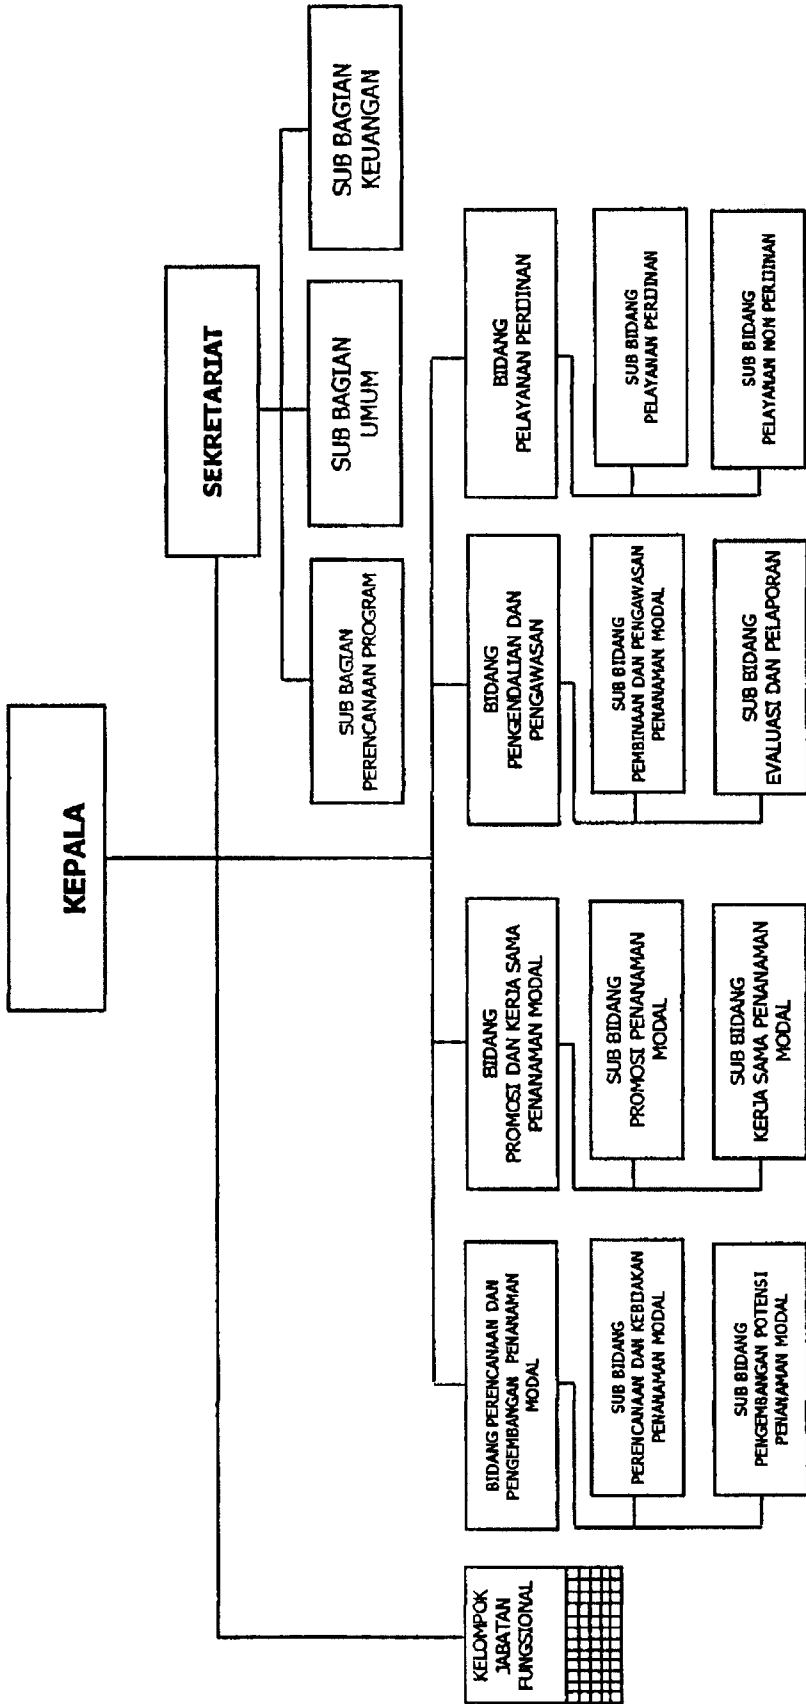 KEPALA
SEKRETARIAT
SUB BAGIAN
PERENCANAAN PROGRAM
SUB BAGIAN
UMUM
SUB BAGIAN
KEUANGAN
KELOMPOK
JABATAN
FUNGSIONAL
BIDANG PERENCANAAN DAN
PENGEMBANGAN PENANAMAN
MODAL
SUB BIDANG
PERENCANAAN DAN KEBIJAKAN
PENANAMAN MODAL
SUB BIDANG
PENGEMBANGAN POTENSI
PENANAMAN MODAL
BIDANG
PROMOSI DAN KERJA SAMA
PENANAMAN MODAL
SUB BIDANG
PROMOSI PENANAMAN
MODAL
SUB BIDANG
KERJA SAMA PENANAMAN
MODAL
BIDANG
PENGENDALIAN DAN
PENGAWASAN
SUB BIDANG
PEMBINAAN DAN PENGAWASAN
PENANAMAN MODAL
SUB BIDANG
EVALUASI DAN PELAPORAN
BIDANG
PELAYANAN PERIJINAN
SUB BIDANG
PELAYANAN PERIJINAN
SUB BIDANG
PELAYANAN NON PERIJINAN